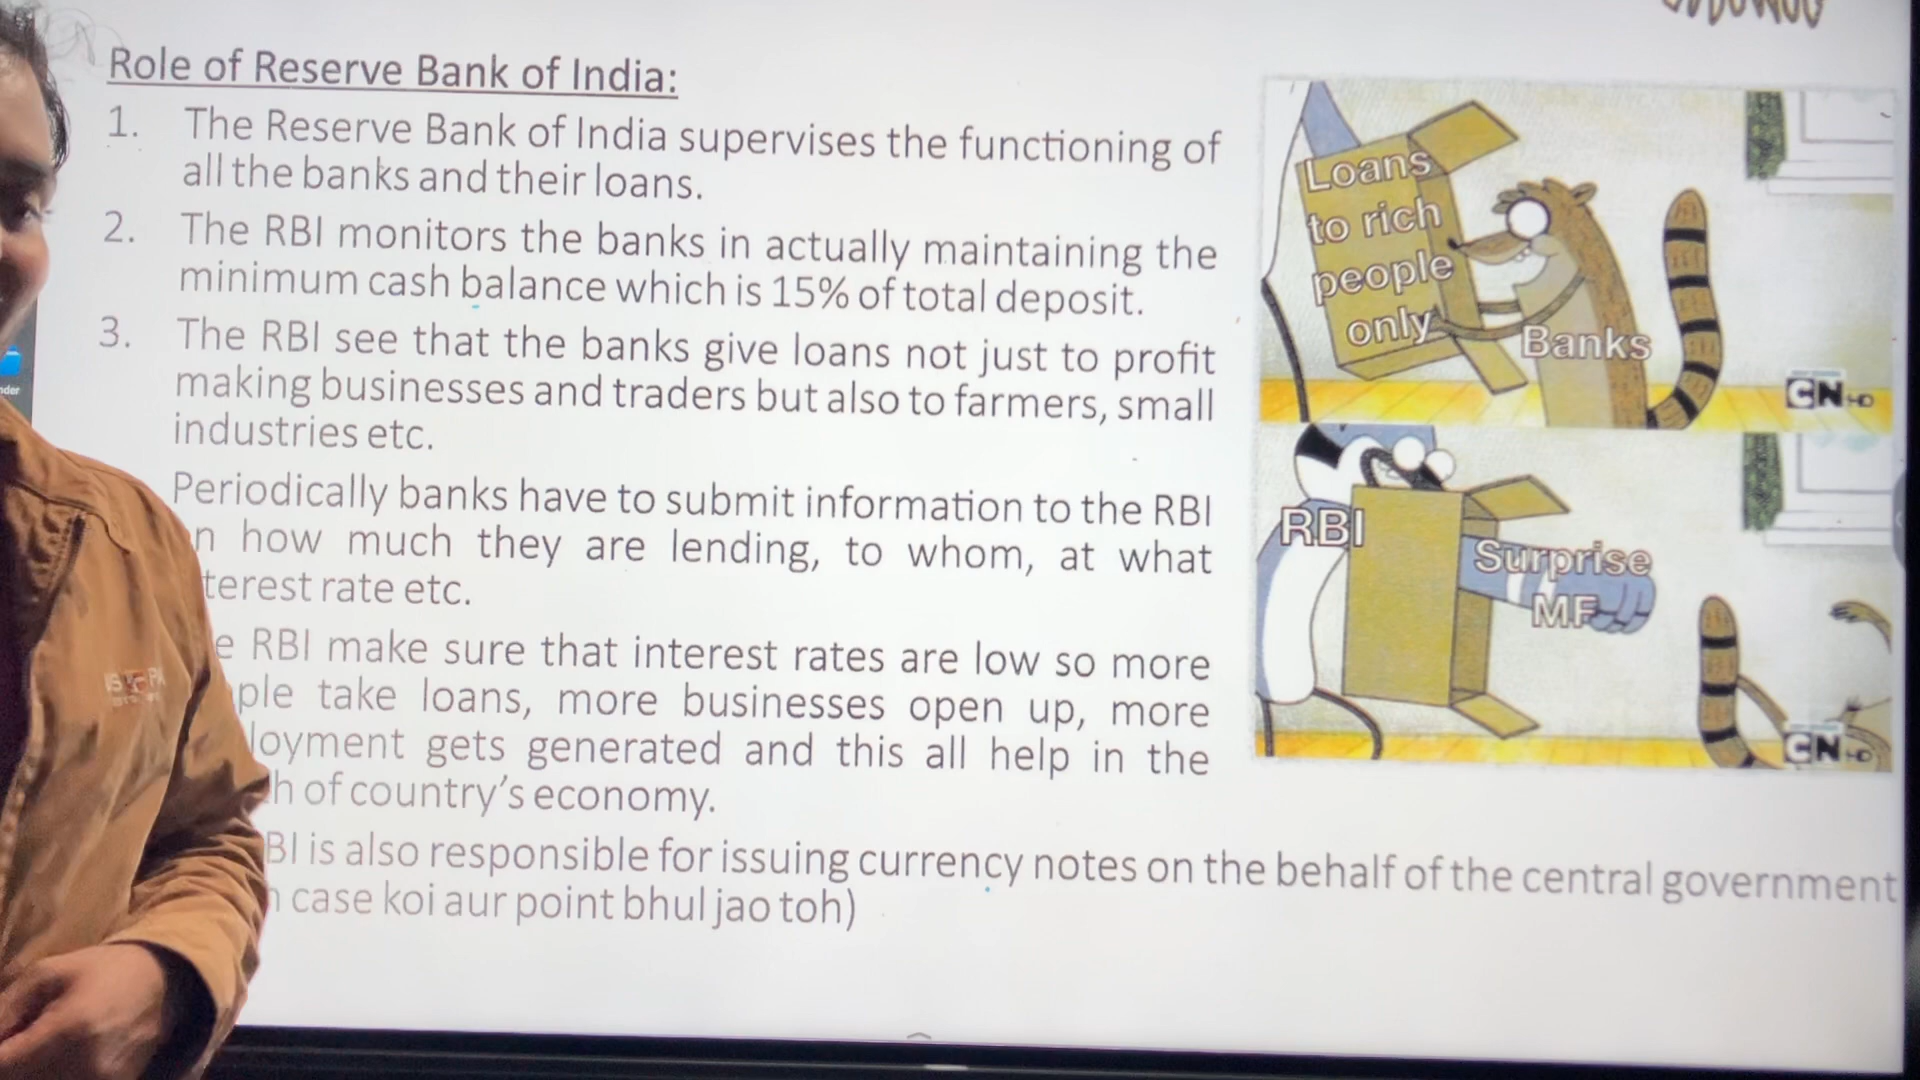 Role of Reserve Bank of India:
1. The Reserve Bank of India supervises the functioning of
all the banks and their loans.
2. The RBI monitors the banks in actually maintaining the
minimum cash balance which is 15% of total deposit.
3. The RBI see that the banks give loans not just to profit
making businesses and traders but also to farmers, small
industries etc.
Periodically banks have to submit information to the RBI
n how much they are lending, to whom, at what
terest rate etc.
e RBI make sure that interest rates are low so more
ple take loans, more businesses open up, more
loyment gets generated and this all help in the
h of country's economy.
BI is also responsible for issuing currency notes on the behalf of the central government
case koi aur point bhul jao toh)
Loans
to rich
people
only
Banks
CN HD
RBI
Surprise
MF
CN HD